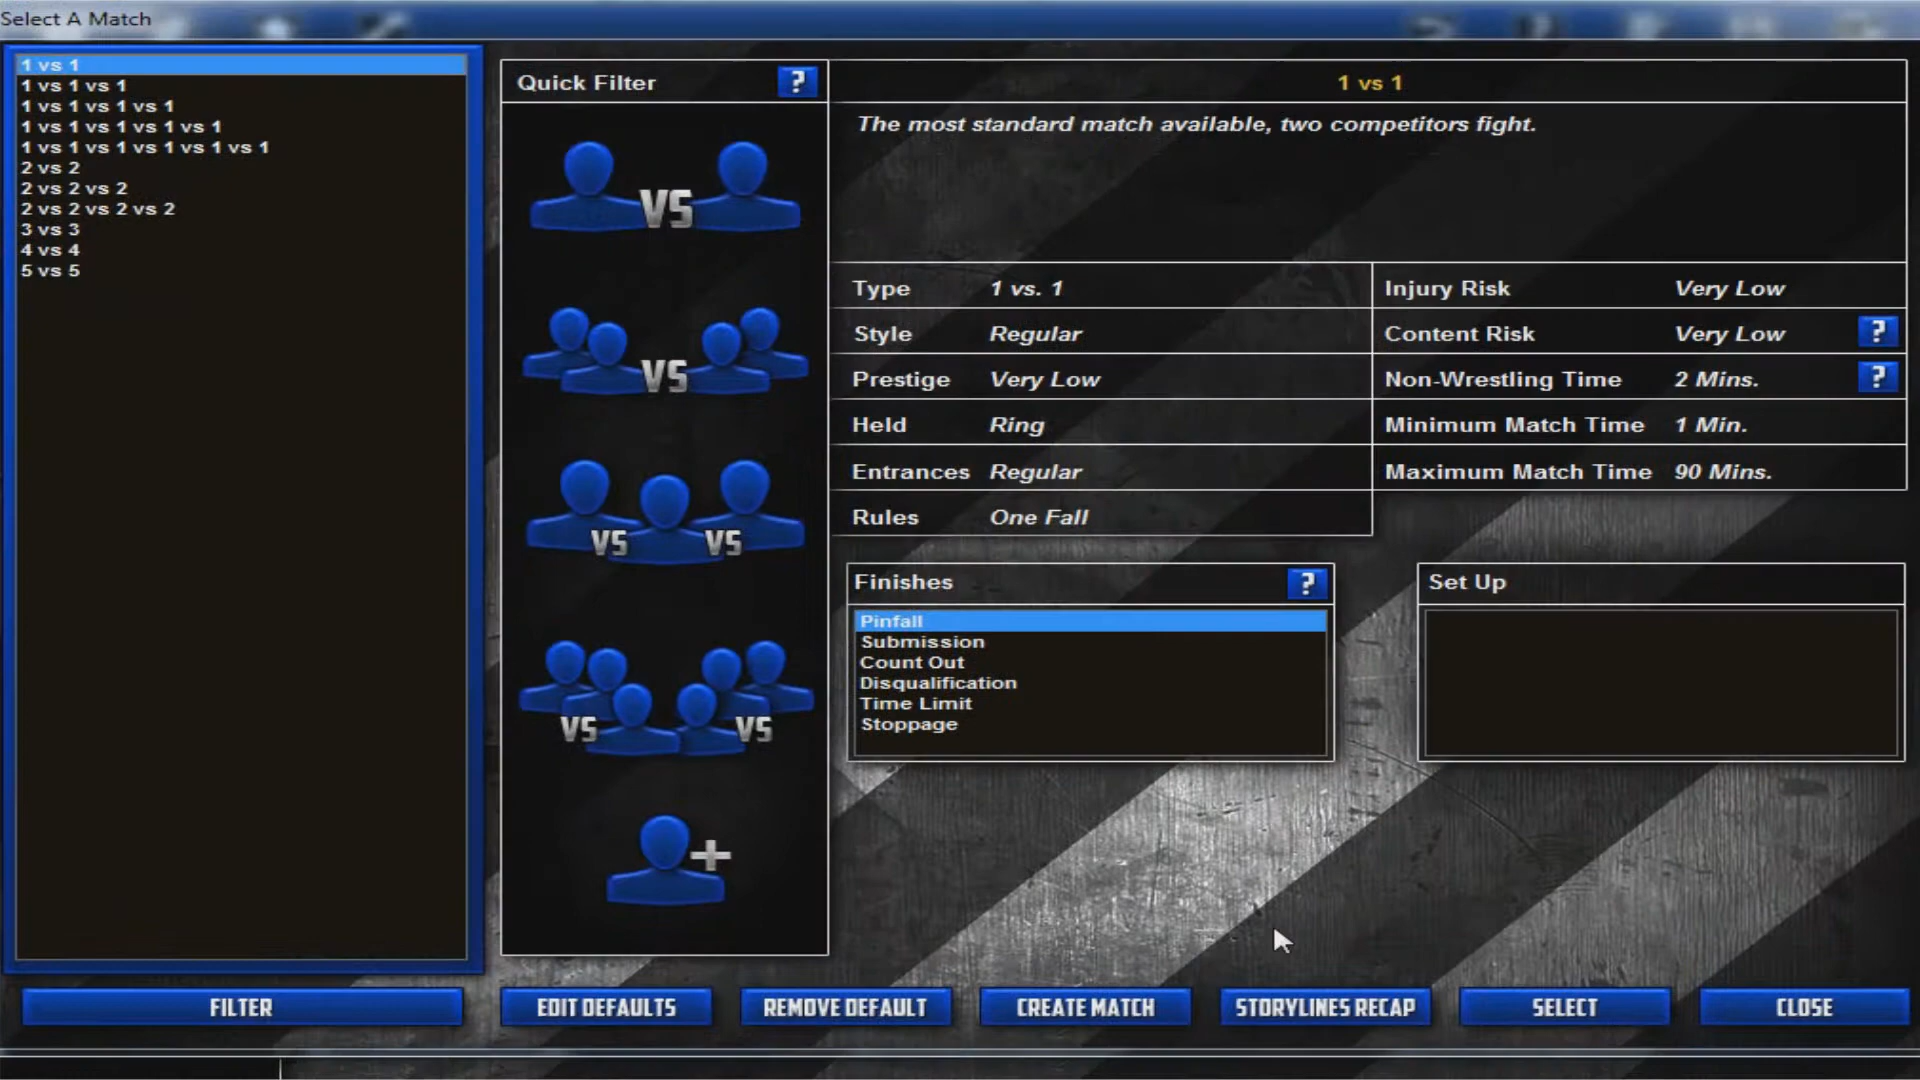 Select A Match
1 vs 1
1 vs 1 vs 1
1 vs 1 vs 1 vs 1
1 vs 1 vs 1 vs 1 vs 1
1 vs 1 vs 1 vs 1 vs 1 vs 1
2 vs 2
2 vs 2 vs 2
2 vs 2 vs 2 vs 2
3 vs 3
4 vs 4
5 vs 5
Quick Filter ?
VS
VS
VS VS
VS VS
+
1 vs 1
The most standard match available, two competitors fight.
Type 1 vs. 1
Style Regular
Prestige Very Low
Held Ring
Entrances Regular
Rules One Fall
Injury Risk Very Low
Content Risk Very Low ?
Non-Wrestling Time 2 Mins. ?
Minimum Match Time 1 Min.
Maximum Match Time 90 Mins.
Finishes ?
Pinfall
Submission
Count Out
Disqualification
Time Limit
Stoppage
Set Up
FILTER EDIT DEFAULTS REMOVE DEFAULT CREATE MATCH STORYLINES RECAP SELECT CLOSE